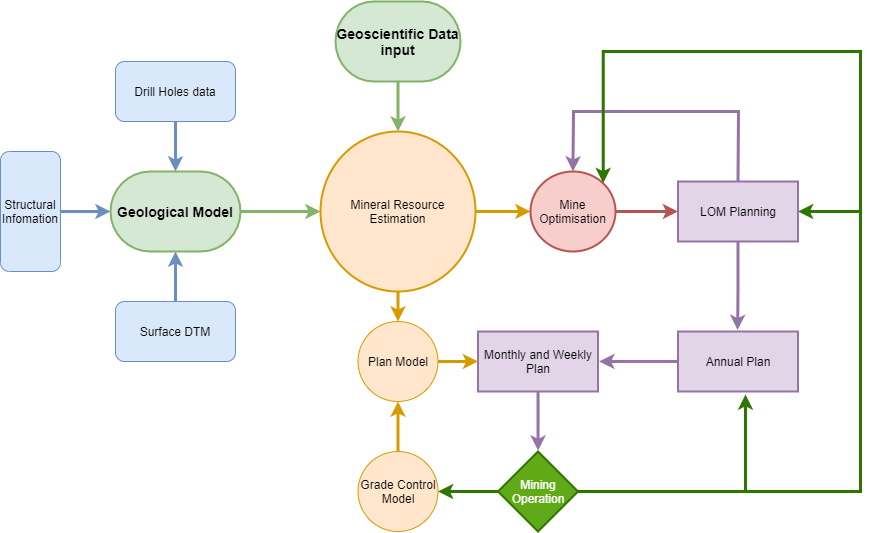 Geoscientific Data
input
Drill Holes data
Structural
Infomation
Geological Model
Mineral Resource
Estimation
Mine
Optimisation
LOM Planning
Surface DTM
Plan Model
Monthly and Weekly
Plan
Annual Plan
Grade Control
Model
Mining
Operation